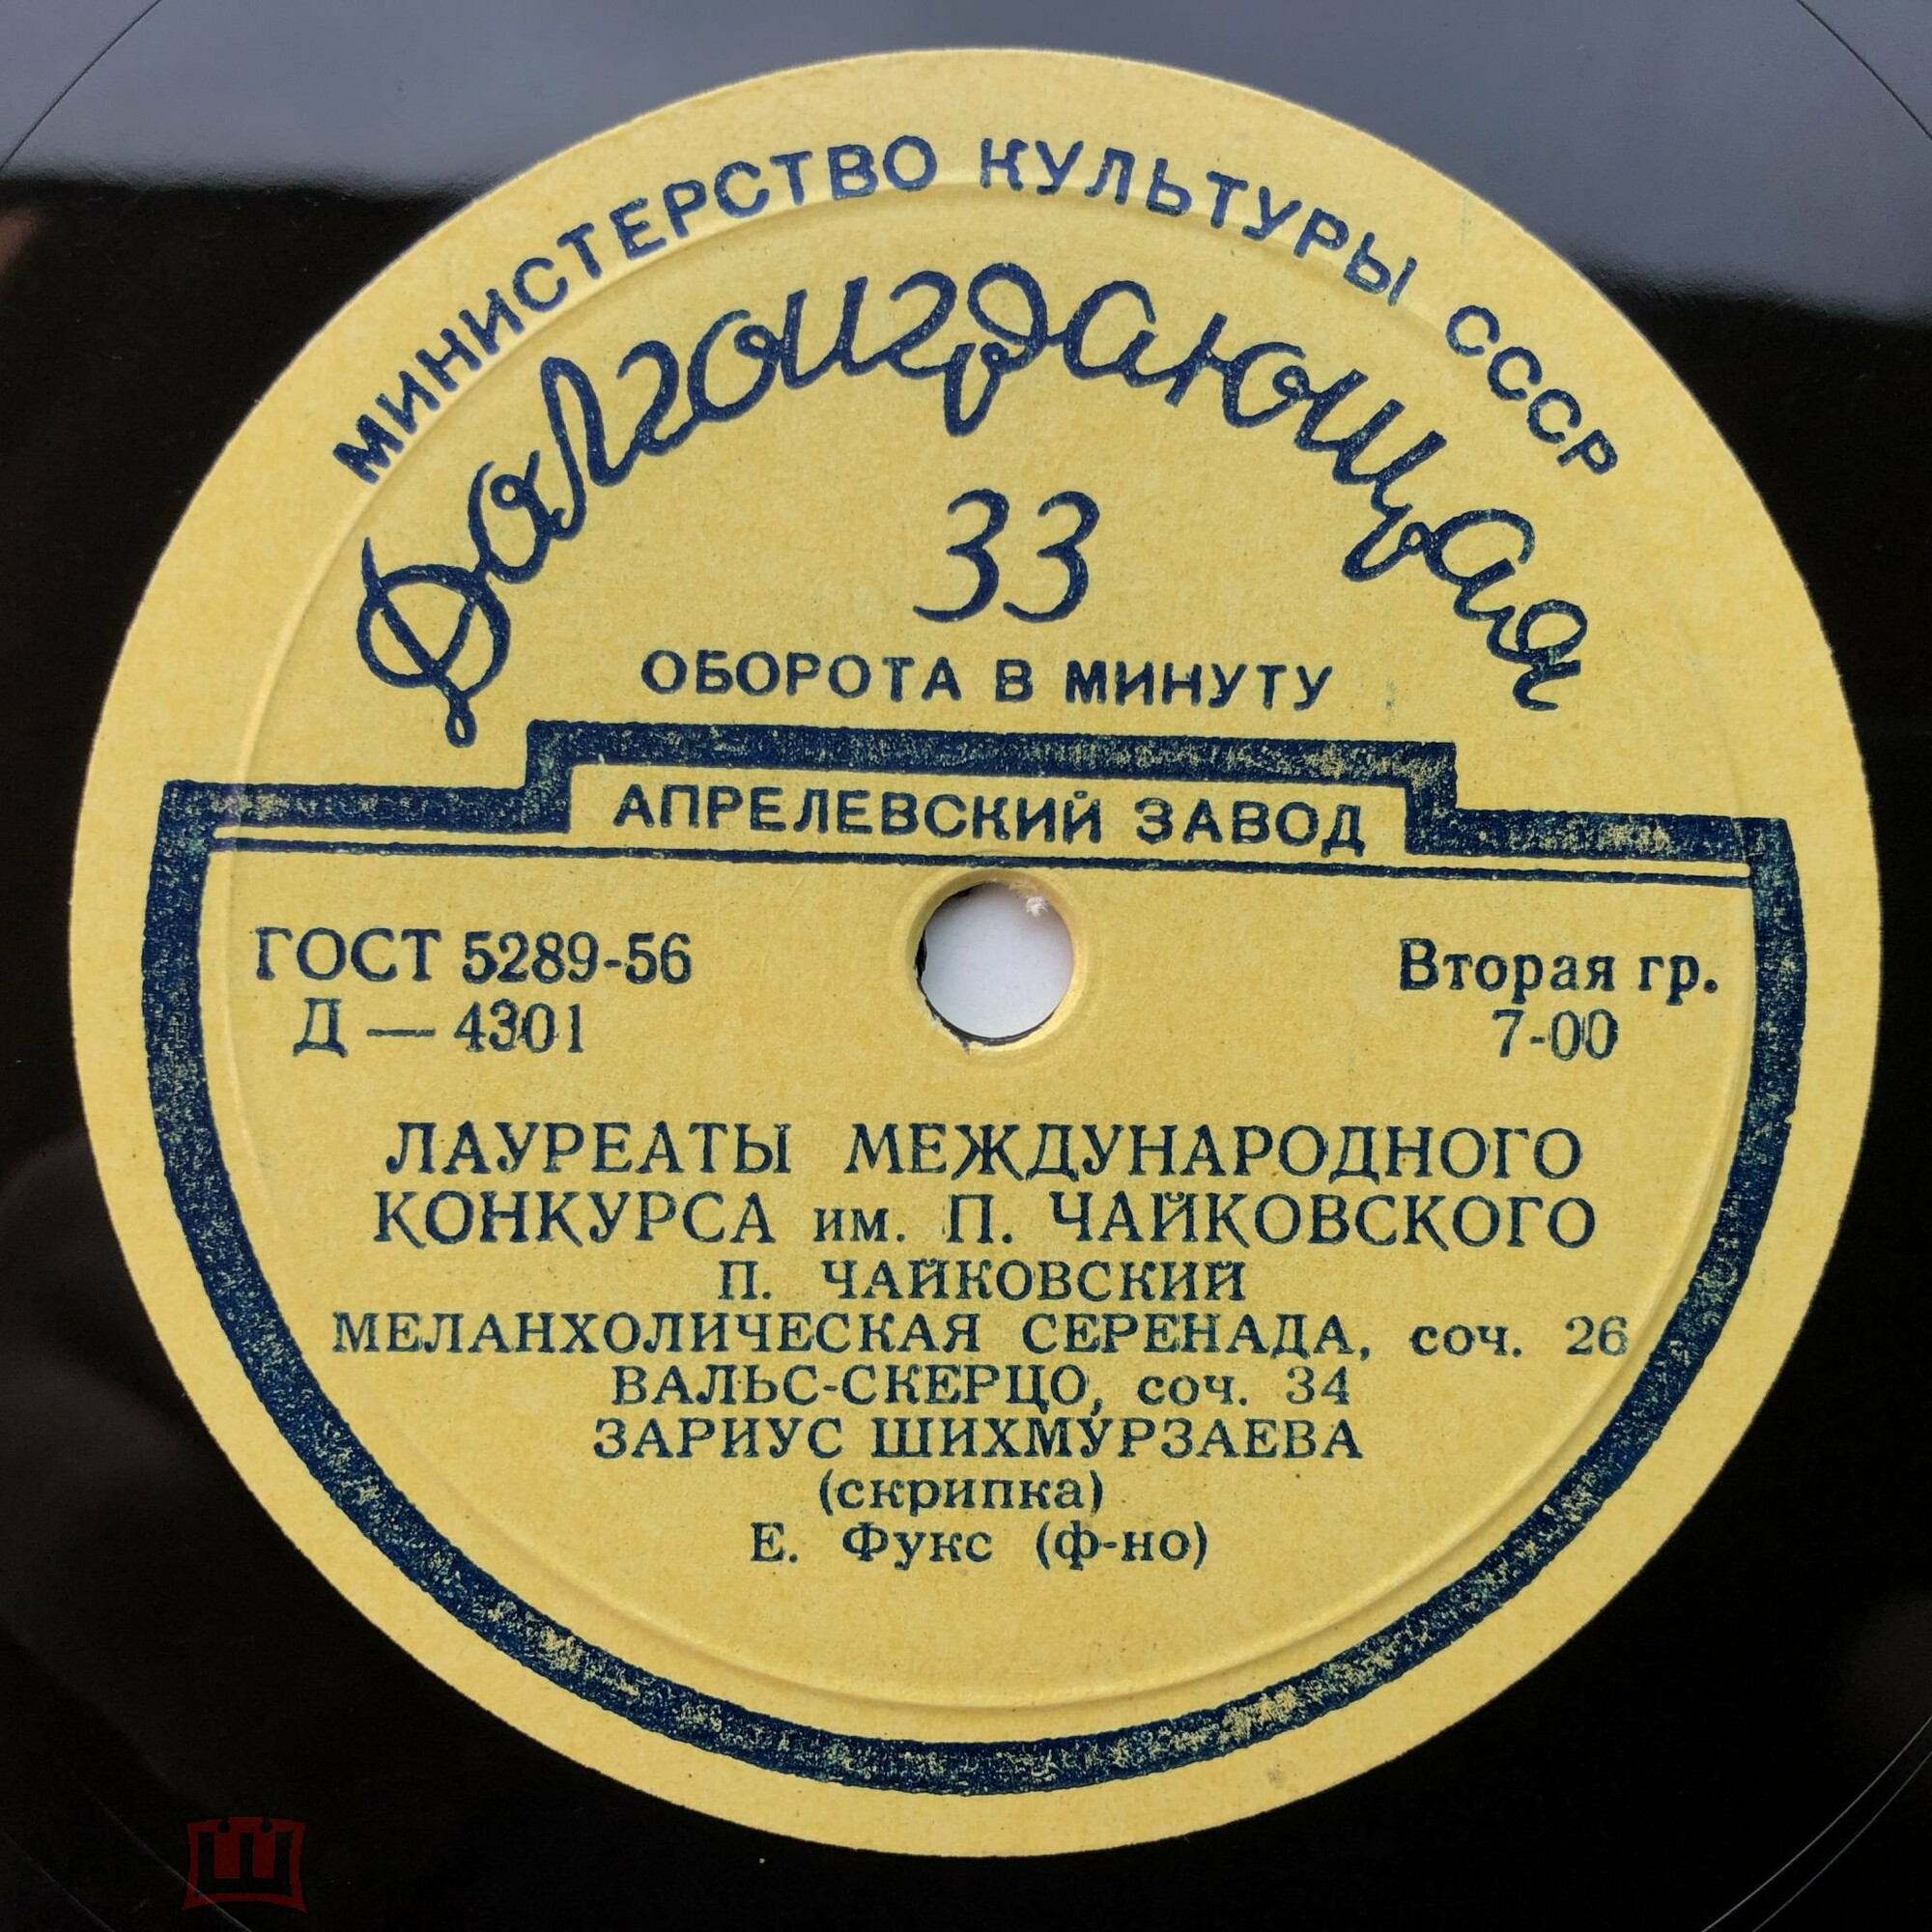 МИНИСТЕРСТВО КУЛЬТУРЫ СССР
Долгоиграющая
33
ОБОРОТА В МИНУТУ
АПРЕЛЕВСКИЙ ЗАВОД
ГОСТ 5289-56
Вторая гр.
Д — 4301
7-00
ЛАУРЕАТЫ МЕЖДУНАРОДНОГО
КОНКУРСА им. П. ЧАЙКОВСКОГО
П. ЧАЙКОВСКИЙ
МЕЛАНХОЛИЧЕСКАЯ СЕРЕНАДА, соч. 26
ВАЛЬС-СКЕРЦО, соч. 34
ЗАРИУС ШИХМУРЗАЕВА
(скрипка)
Е. Фукс (ф-но)
Ш